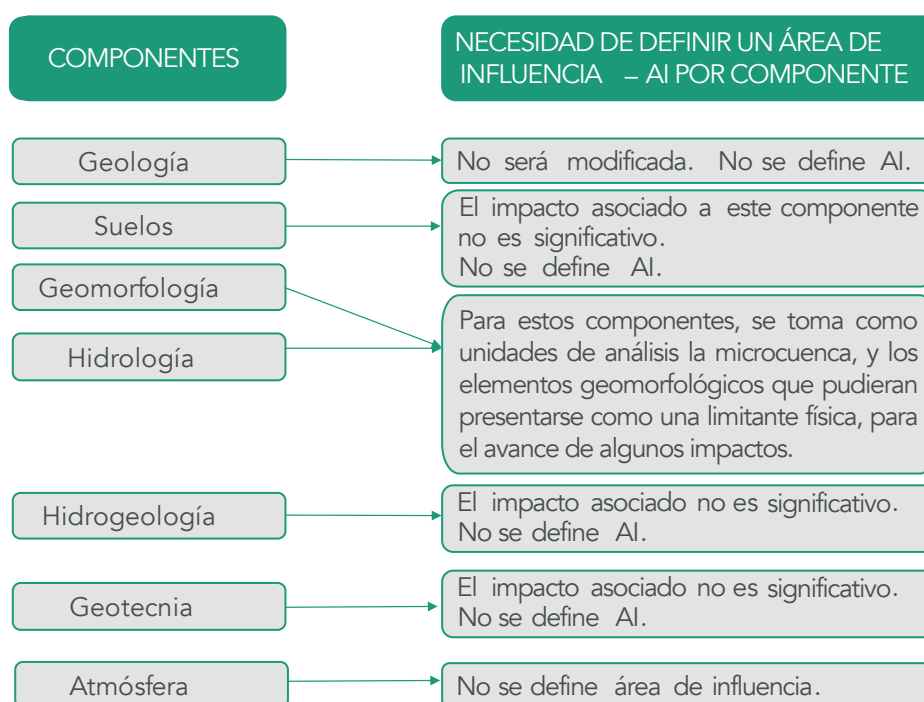 COMPONENTES
NECESIDAD DE DEFINIR UN ÁREA DE
INFLUENCIA – AI POR COMPONENTE
Geología
No será modificada. No se define AI.
Suelos
El impacto asociado a este componente
no es significativo.
No se define AI.
Geomorfología
Hidrología
Para estos componentes, se toma como
unidades de análisis la microcuenca, y los
elementos geomorfológicos que pudieran
presentarse como una limitante física, para
el avance de algunos impactos.
Hidrogeología
El impacto asociado no es significativo.
No se define AI.
Geotecnia
El impacto asociado no es significativo.
No se define AI.
Atmósfera
No se define área de influencia.